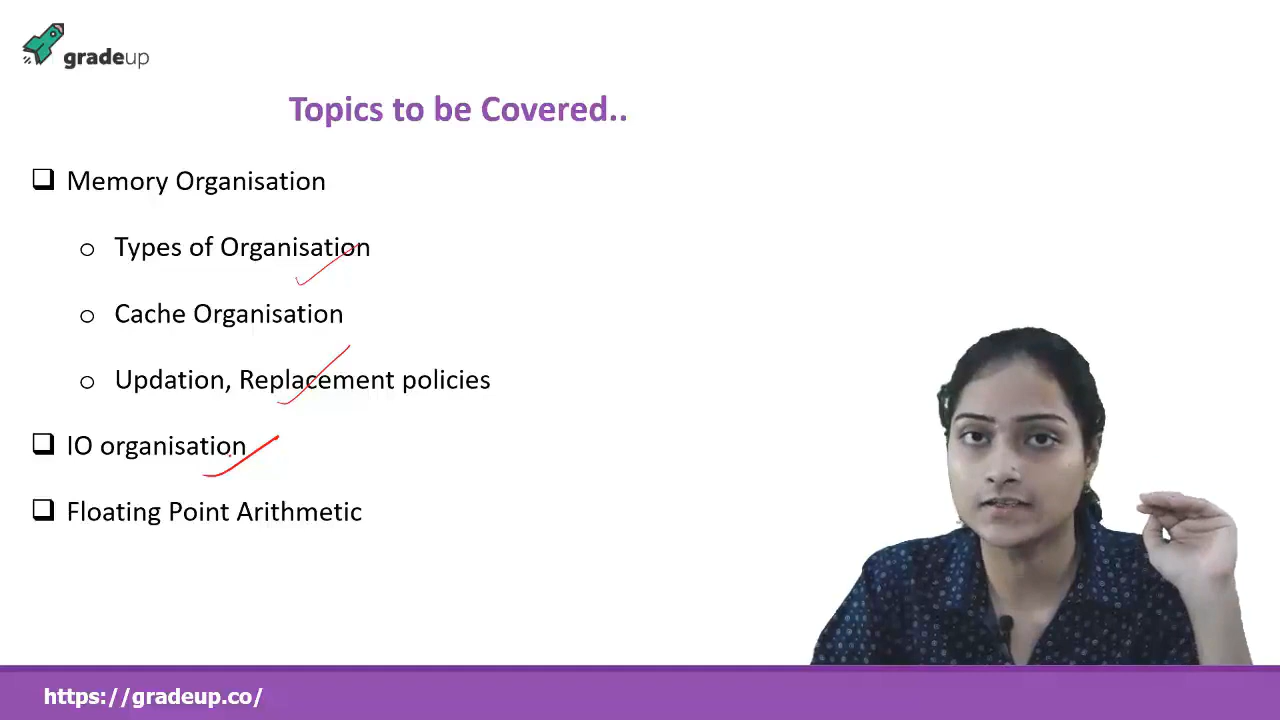 gradeup
Topics to be Covered..
Memory Organisation
Types of Organisation
Cache Organisation
Updation, Replacement policies
IO organisation
Floating Point Arithmetic
https://gradeup.co/